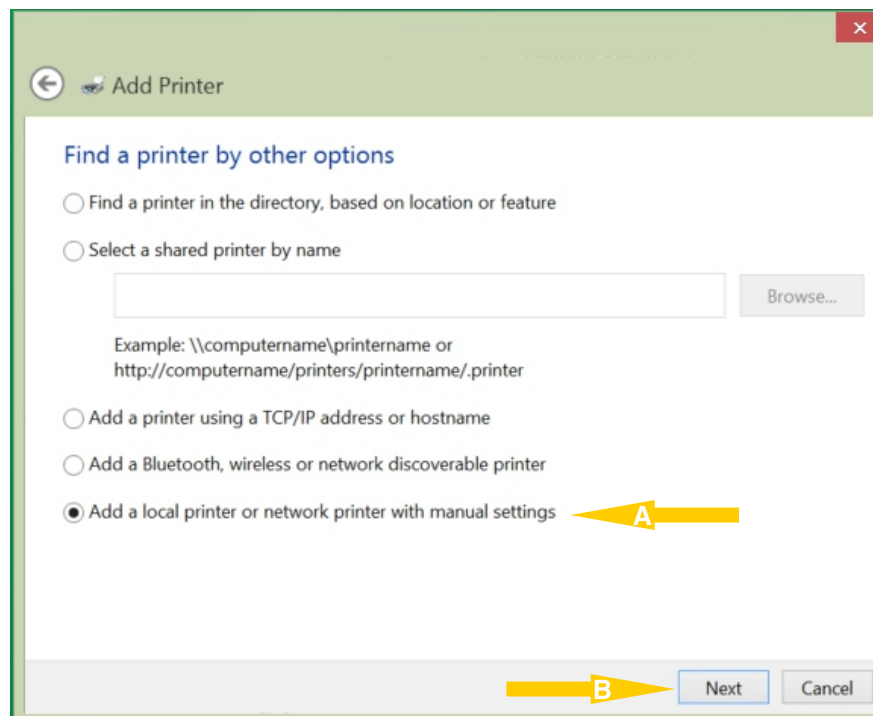 Add Printer
Find a printer by other options
Find a printer in the directory, based on location or feature
Select a shared printer by name
Browse...
Example: \\computername\printername or
http://computername/printers/printername/.printer
Add a printer using a TCP/IP address or hostname
Add a Bluetooth, wireless or network discoverable printer
Add a local printer or network printer with manual settings
A
B
Next
Cancel